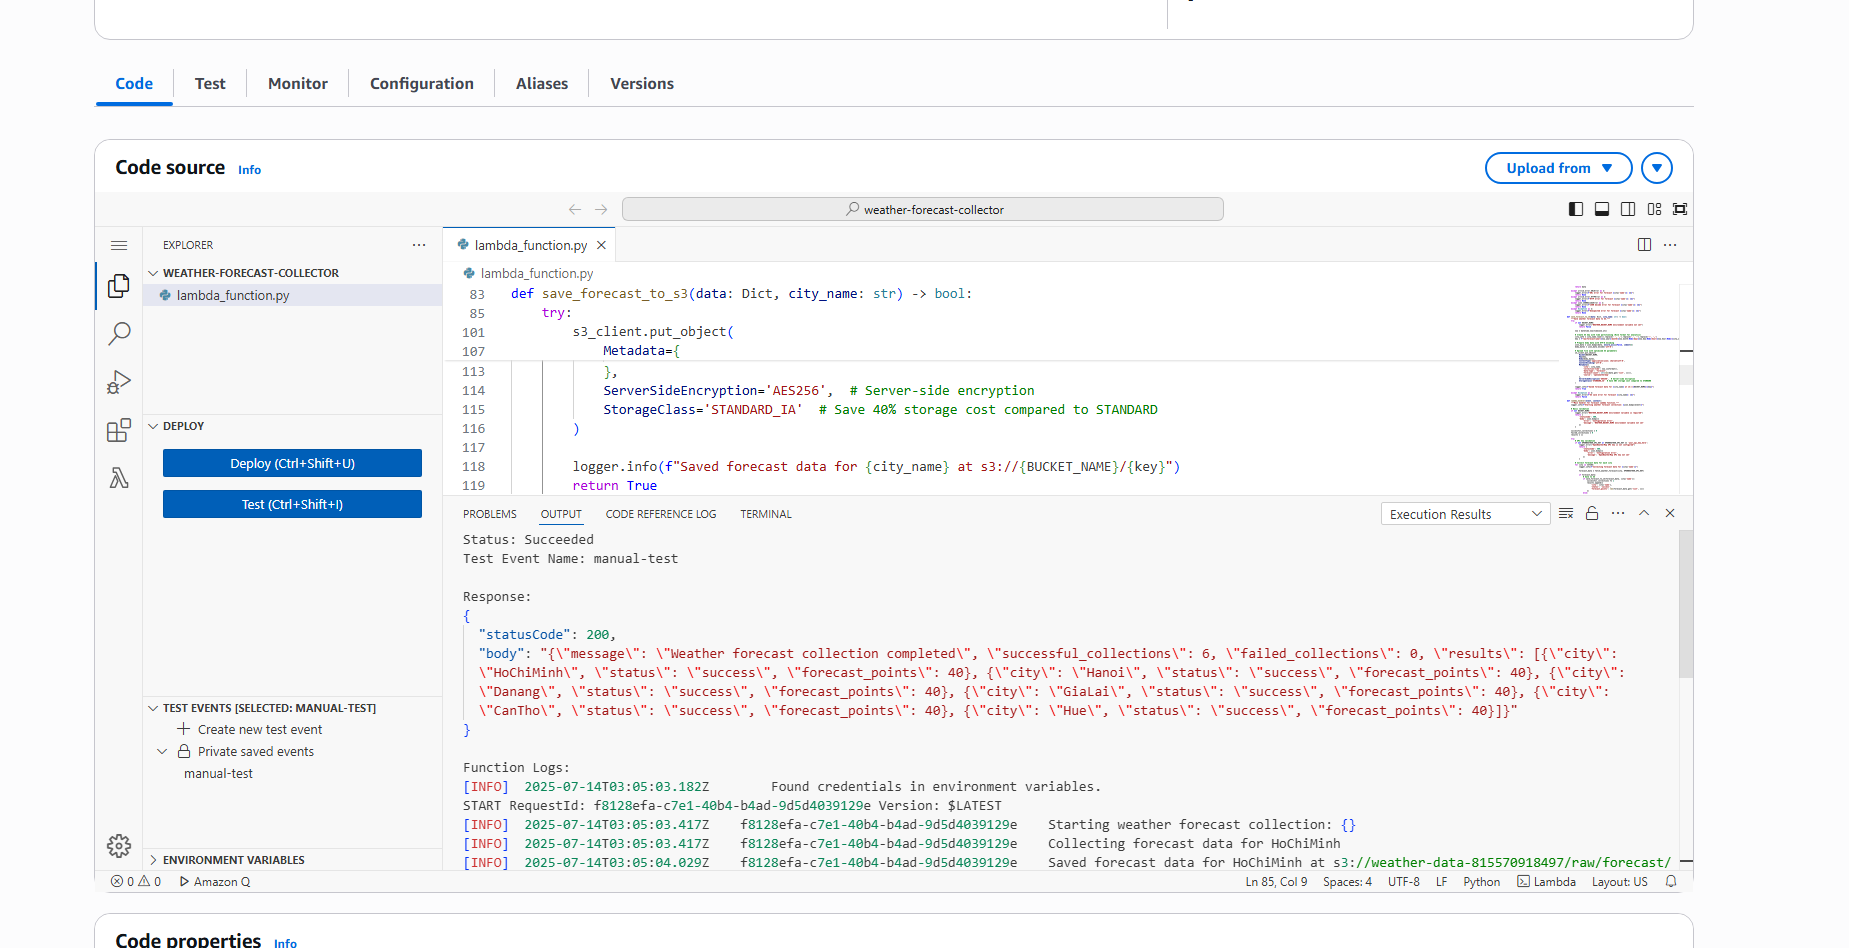 Code
Test
Monitor
Configuration
Aliases
Versions
Code source
Info
Upload from
weather-forecast-collector
EXPLORER
WEATHER-FORECAST-COLLECTOR
lambda_function.py
DEPLOY
Deploy (Ctrl+Shift+U)
Test (Ctrl+Shift+I)
TEST EVENTS [SELECTED: MANUAL-TEST]
Create new test event
Private saved events
manual-test
ENVIRONMENT VARIABLES
lambda_function.py
lambda_function.py
83 def save_forecast_to_s3(data: Dict, city_name: str) -> bool:
85 try:
101 s3_client.put_object(
107 Metadata={
113 },
114 ServerSideEncryption='AES256',  # Server-side encryption
115 StorageClass='STANDARD_IA'  # Save 40% storage cost compared to STANDARD
116 )
117
118 logger.info(f"Saved forecast data for {city_name} at s3://{BUCKET_NAME}/{key}")
119 return True
PROBLEMS
OUTPUT
CODE REFERENCE LOG
TERMINAL
Execution Results
Status: Succeeded
Test Event Name: manual-test
Response:
{
"statusCode": 200,
"body": "{\"message\": \"Weather forecast collection completed\", \"successful_collections\": 6, \"failed_collections\": 0, \"results\": [{\"city\":
\"HoChiMinh\", \"status\": \"success\", \"forecast_points\": 40}, {\"city\": \"Hanoi\", \"status\": \"success\", \"forecast_points\": 40}, {\"city\":
\"Danang\", \"status\": \"success\", \"forecast_points\": 40}, {\"city\": \"GiaLai\", \"status\": \"success\", \"forecast_points\": 40}, {\"city\":
\"CanTho\", \"status\": \"success\", \"forecast_points\": 40}, {\"city\": \"Hue\", \"status\": \"success\", \"forecast_points\": 40}]}"
}
Function Logs:
[INFO]  2025-07-14T03:05:03.182Z  Found credentials in environment variables.
START RequestId: f8128efa-c7e1-40b4-b4ad-9d5d4039129e Version: $LATEST
[INFO]  2025-07-14T03:05:03.417Z  f8128efa-c7e1-40b4-b4ad-9d5d4039129e  Starting weather forecast collection: {}
[INFO]  2025-07-14T03:05:03.417Z  f8128efa-c7e1-40b4-b4ad-9d5d4039129e  Collecting forecast data for HoChiMinh
[INFO]  2025-07-14T03:05:04.029Z  f8128efa-c7e1-40b4-b4ad-9d5d4039129e  Saved forecast data for HoChiMinh at s3://weather-data-815570918497/raw/forecast/
0 0 Amazon Q
Ln 85, Col 9
Spaces: 4
UTF-8
LF
Python
Lambda
Layout: US
Code properties
Info